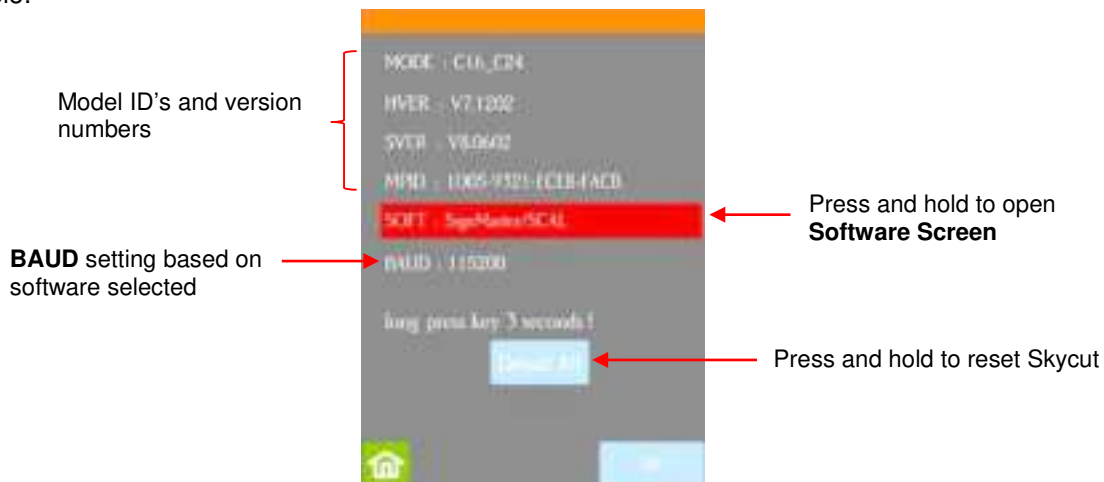 MODE : C16_C24
Model ID's and version
numbers
HVER : V7.1202
SVER : V8.0602
MPID :
SOFT : SignMaster/SCAL
Press and hold to open
Software Screen
BAUD setting based on
software selected
BAUD : 115200
long press key 3 seconds !
Press and hold to reset Skycut